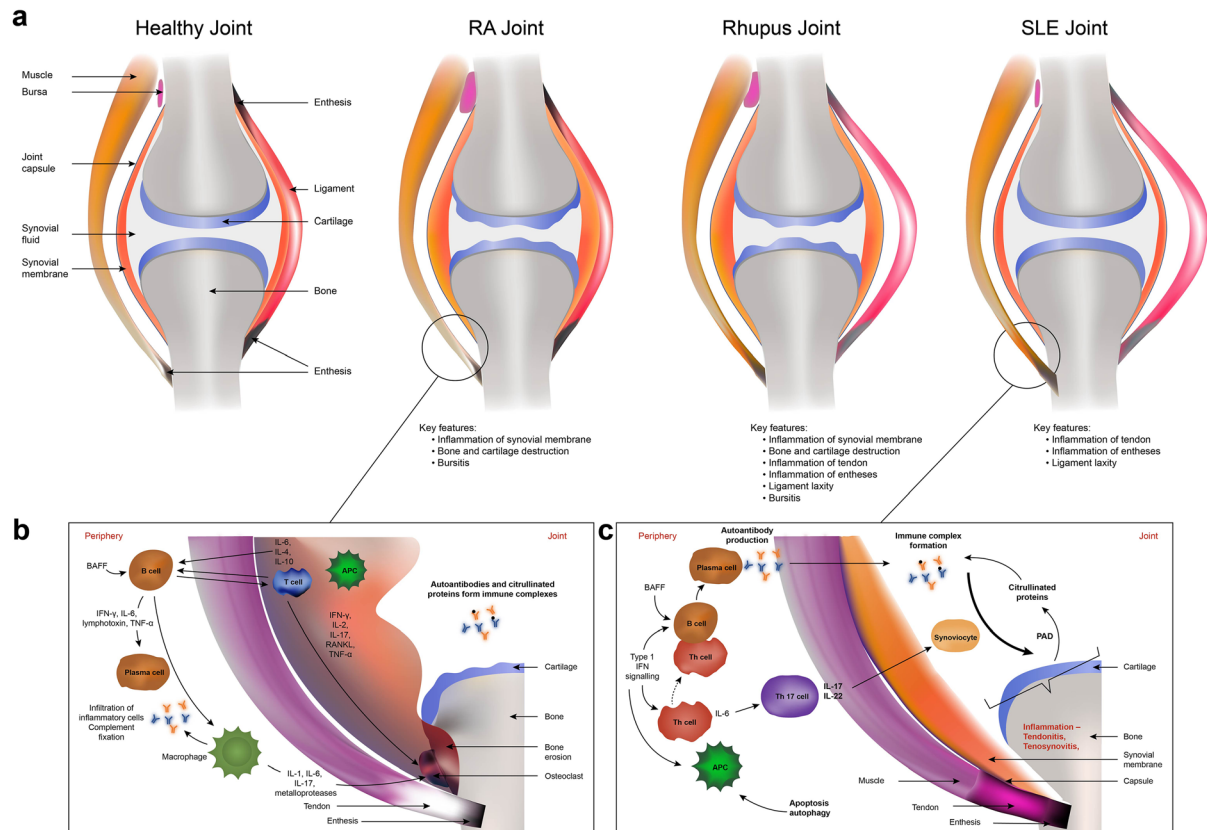 a
Healthy Joint
RA Joint
Rhupus Joint
SLE Joint
Muscle
Bursa
Enthesis
Joint
capsule
Ligament
Cartilage
Synovial
fluid
Synovial
membrane
Bone
Enthesis
Key features:
• Inflammation of synovial membrane
• Bone and cartilage destruction
• Bursitis
Key features:
• Inflammation of synovial membrane
• Bone and cartilage destruction
• Inflammation of tendon
• Inflammation of entheses
• Ligament laxity
• Bursitis
Key features:
• Inflammation of tendon
• Inflammation of entheses
• Ligament laxity
b
Periphery
Joint
IL-6,
IL-4,
IL-10
B cell
BAFF
T cell
APC
Autoantibodies and citrullinated
proteins form immune complexes
IFN-γ, IL-6,
lymphotoxin, TNF-α
IFN-γ,
IL-2,
IL-17,
RANKL,
TNF-α
Plasma cell
Cartilage
Infiltration of
inflammatory cells
Complement
fixation
Bone
Macrophage
Bone
erosion
IL-1, IL-6,
IL-17,
metalloproteases
Osteoclast
Tendon
Enthesis
c
Periphery
Autoantibody
production
Immune complex
formation
Joint
Plasma cell
BAFF
Citrullinated
proteins
B cell
Synoviocyte
PAD
Type 1
IFN
signalling
Th cell
Cartilage
Th 17 cell
IL-17
IL-22
IL-6
Th cell
Inflammation –
Tendonitis,
Tenosynovitis,
Bone
APC
Synovial
membrane
Muscle
Capsule
Apoptosis
autophagy
Tendon
Enthesis